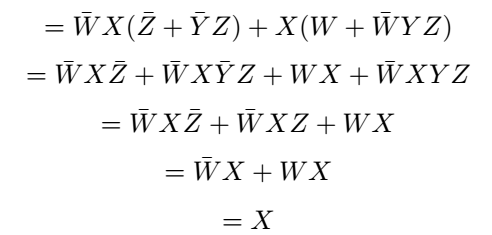 = W̄X(Z̄ + ȲZ) + X(W + W̄YZ)
= W̄XZ̄ + W̄XȲZ + WX + W̄XYZ
= W̄XZ̄ + W̄XZ + WX
= W̄X + WX
= X